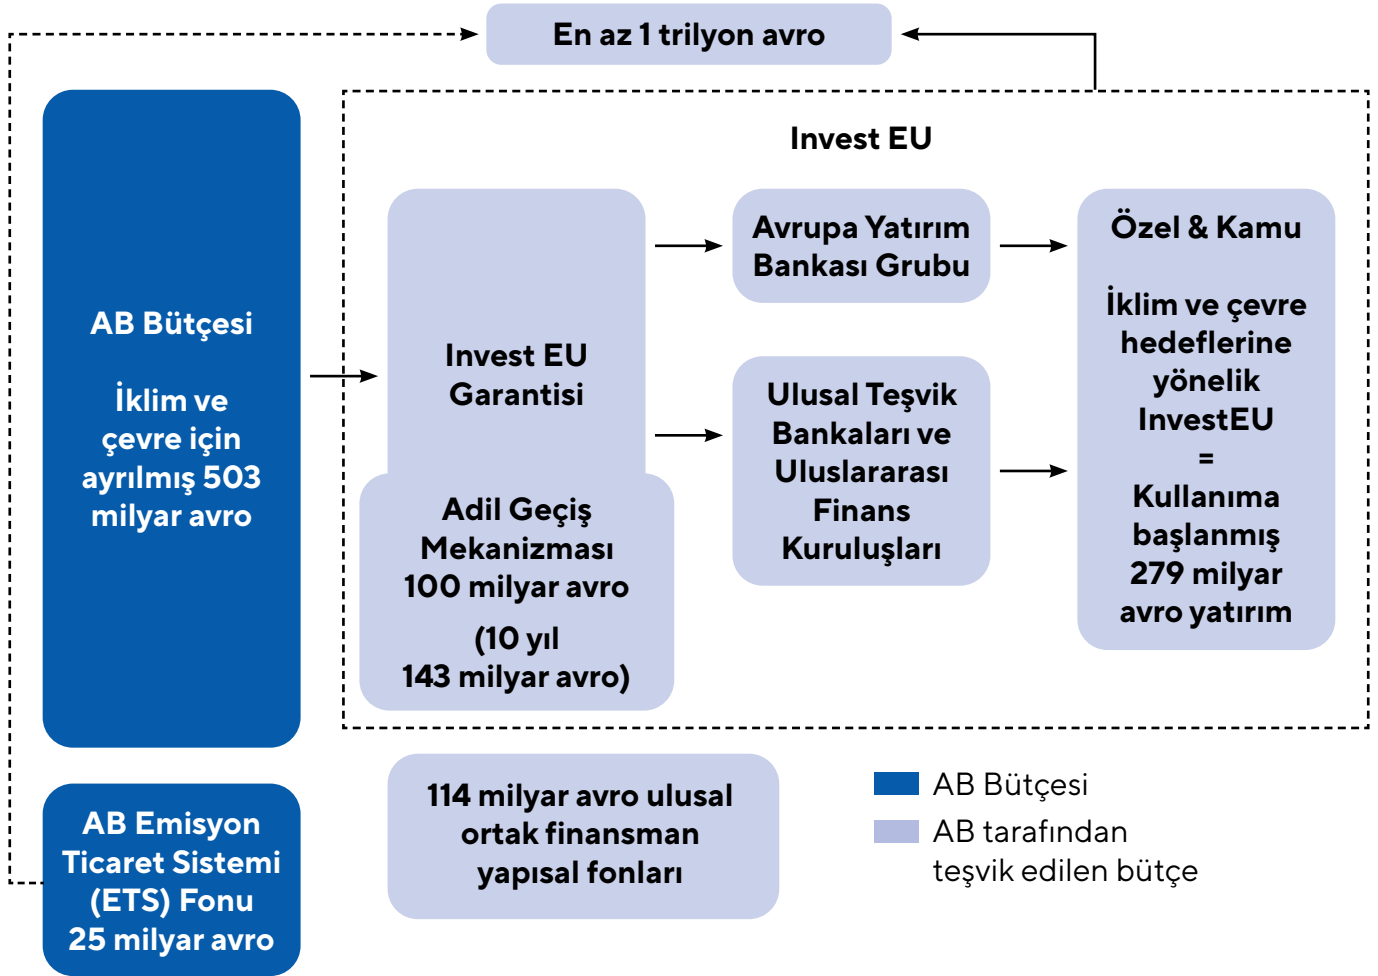 En az 1 trilyon avro
AB Bütçesi
İklim ve
çevre için
ayrılmış 503
milyar avro
Invest EU
Invest EU
Garantisi
Adil Geçiş
Mekanizması
100 milyar avro
(10 yıl
143 milyar avro)
Avrupa Yatırım
Bankası Grubu
Ulusal Teşvik
Bankaları ve
Uluslararası
Finans
Kuruluşları
Özel & Kamu
İklim ve çevre
hedeflerine
yönelik
InvestEU
=
Kullanıma
başlanmış
279 milyar
avro yatırım
AB Emisyon
Ticaret Sistemi
(ETS) Fonu
25 milyar avro
114 milyar avro ulusal
ortak finansman
yapısal fonları
AB Bütçesi
AB tarafından
teşvik edilen bütçe